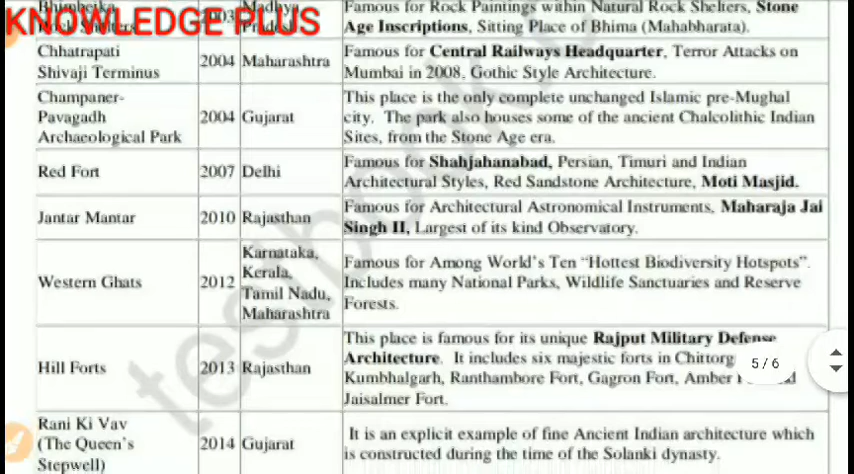 KNOWLEDGE PLUS
Bhimbetka
Rock Shelters
2003
Madhya
Pradesh
Famous for Rock Paintings within Natural Rock Shelters, Stone
Age Inscriptions, Sitting Place of Bhima (Mahabharata).
Chhatrapati
Shivaji Terminus
2004
Maharashtra
Famous for Central Railways Headquarter, Terror Attacks on
Mumbai in 2008, Gothic Style Architecture.
Champaner-
Pavagadh
Archaeological Park
2004
Gujarat
This place is the only complete unchanged Islamic pre-Mughal
city. The park also houses some of the ancient Chalcolithic Indian
Sites, from the Stone Age era.
Red Fort
2007
Delhi
Famous for Shahjahanabad, Persian, Timuri and Indian
Architectural Styles, Red Sandstone Architecture, Moti Masjid.
Jantar Mantar
2010
Rajasthan
Famous for Architectural Astronomical Instruments, Maharaja Jai
Singh II, Largest of its kind Observatory.
Western Ghats
2012
Karnataka,
Kerala,
Tamil Nadu,
Maharashtra
Famous for Among World's Ten “Hottest Biodiversity Hotspots”.
Includes many National Parks, Wildlife Sanctuaries and Reserve
Forests.
Hill Forts
2013
Rajasthan
This place is famous for its unique Rajput Military Defense
Architecture. It includes six majestic forts in Chittorg
Kumbhalgarh, Ranthambore Fort, Gagron Fort, Amber
Jaisalmer Fort.
5 / 6
Rani Ki Vav
(The Queen's
Stepwell)
2014
Gujarat
It is an explicit example of fine Ancient Indian architecture which
is constructed during the time of the Solanki dynasty.